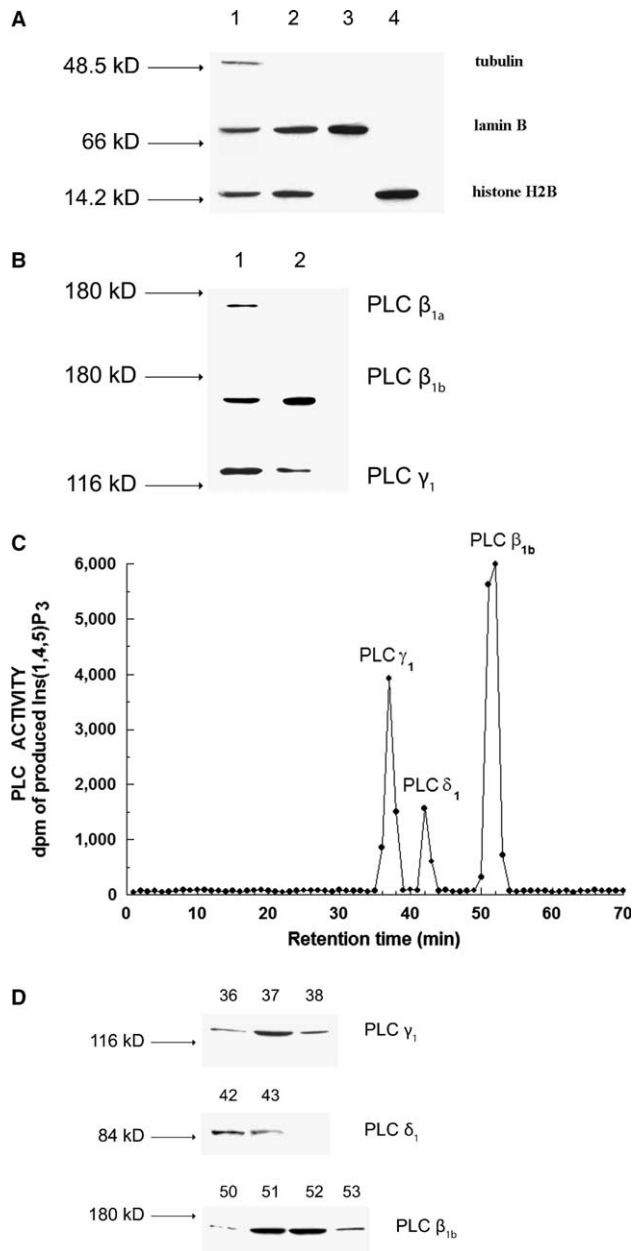 A
1 2 3 4
48.5 kD
tubulin
lamin B
66 kD
14.2 kD
histone H2B
B
1 2
180 kD
PLC β1a
180 kD
PLC β1b
116 kD
PLC γ1
C
PLC ACTIVITY
dpm of produced Ins(1,4,5)P3
6,000
5,000
4,000
3,000
2,000
1,000
0
PLC γ1
PLC δ1
PLC β1b
0 10 20 30 40 50 60 70
Retention time (min)
D
36 37 38
116 kD
PLC γ1
42 43
84 kD
PLC δ1
50 51 52 53
180 kD
PLC β1b